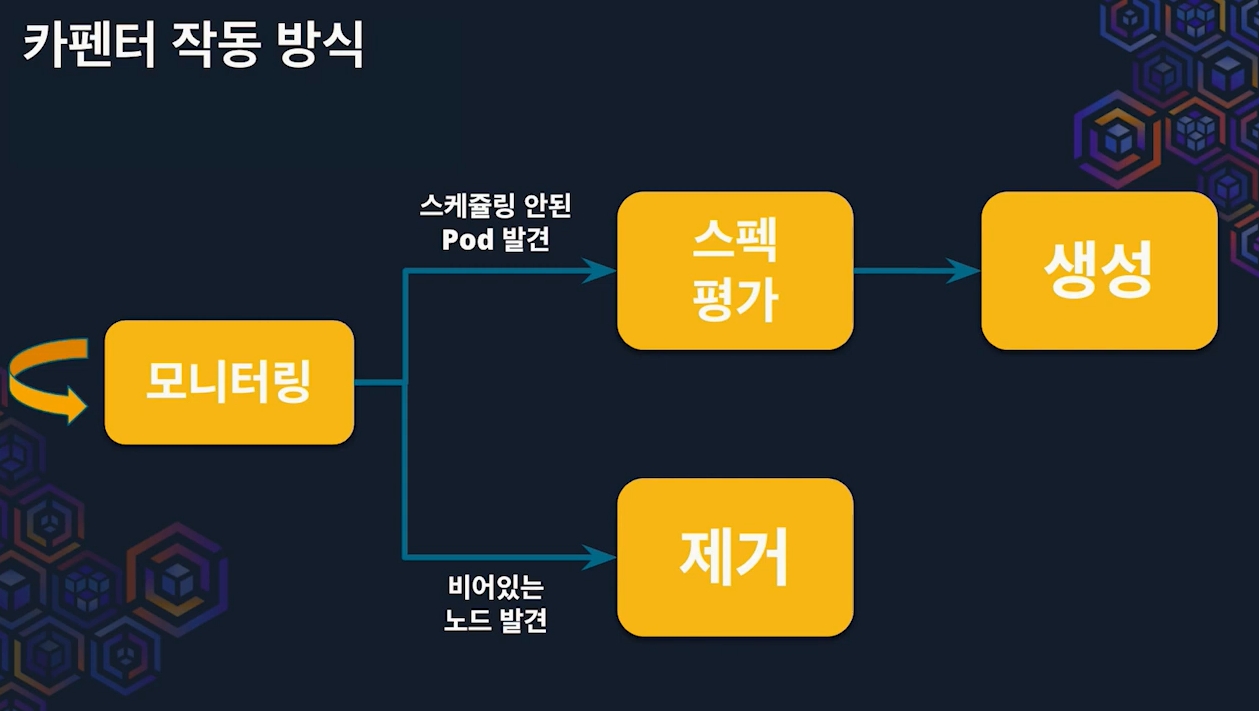 카펜터 작동 방식
스케쥴링 안된
Pod 발견
스펙
평가
생성
모니터링
제거
비어있는
노드 발견